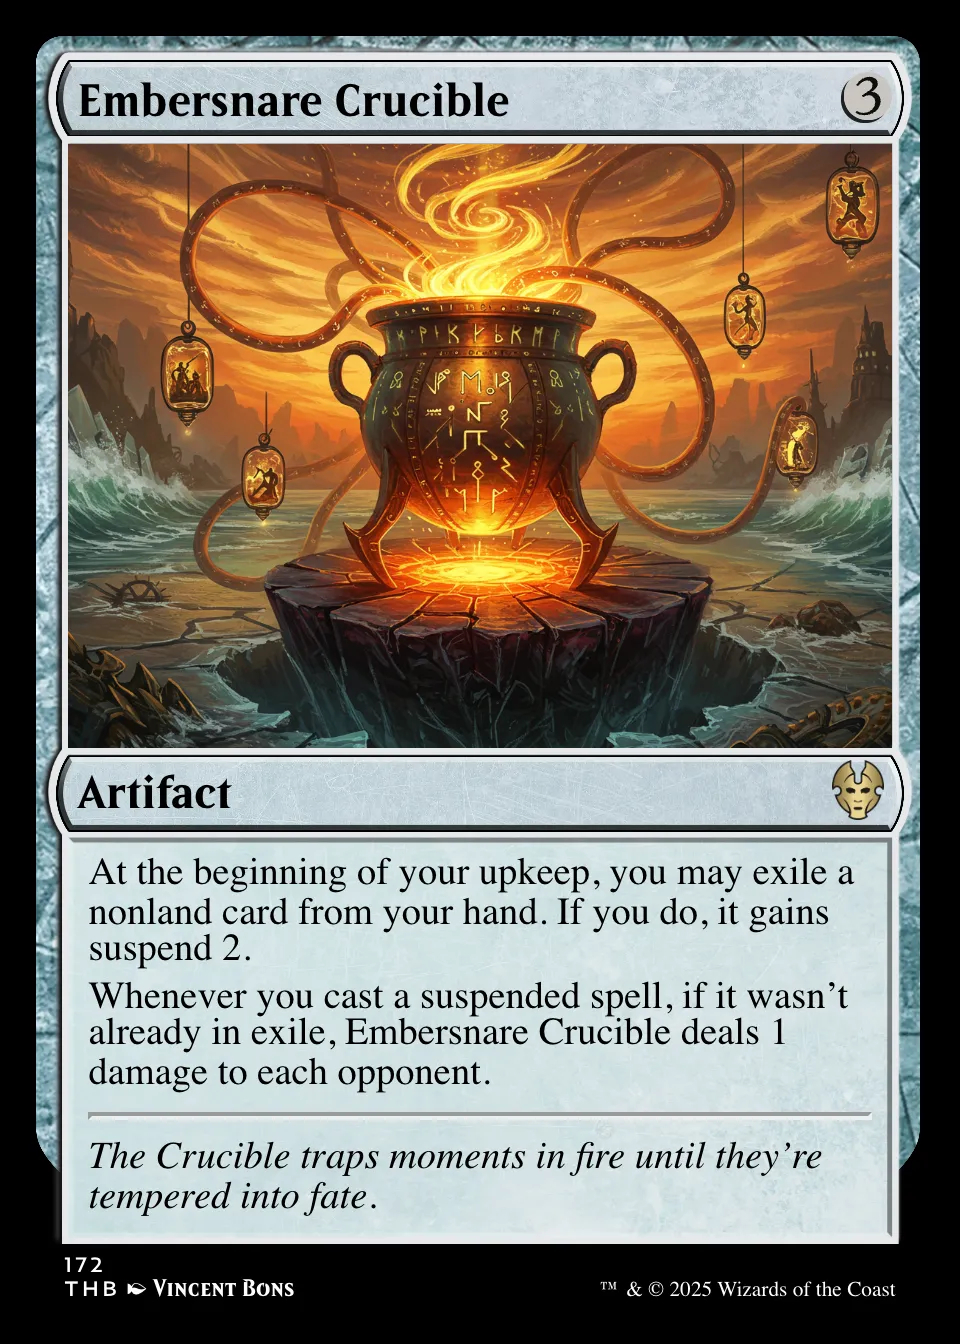 Embersnare Crucible 3
Artifact
At the beginning of your upkeep, you may exile a
nonland card from your hand. If you do, it gains
suspend 2.
Whenever you cast a suspended spell, if it wasn’t
already in exile, Embersnare Crucible deals 1
damage to each opponent.
The Crucible traps moments in fire until they’re
tempered into fate.
172
THB Vincent Bons
™ & © 2025 Wizards of the Coast